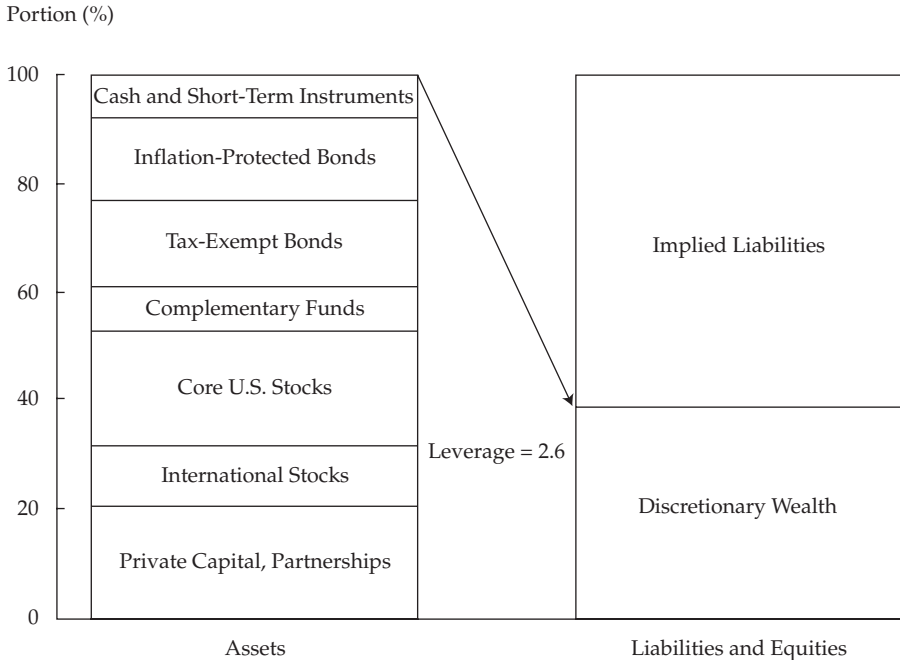 Portion (%)
100
Cash and Short-Term Instruments
Inflation-Protected Bonds
80
Tax-Exempt Bonds
Implied Liabilities
60
Complementary Funds
Core U.S. Stocks
40
Leverage = 2.6
International Stocks
20
Discretionary Wealth
Private Capital, Partnerships
0
Assets
Liabilities and Equities